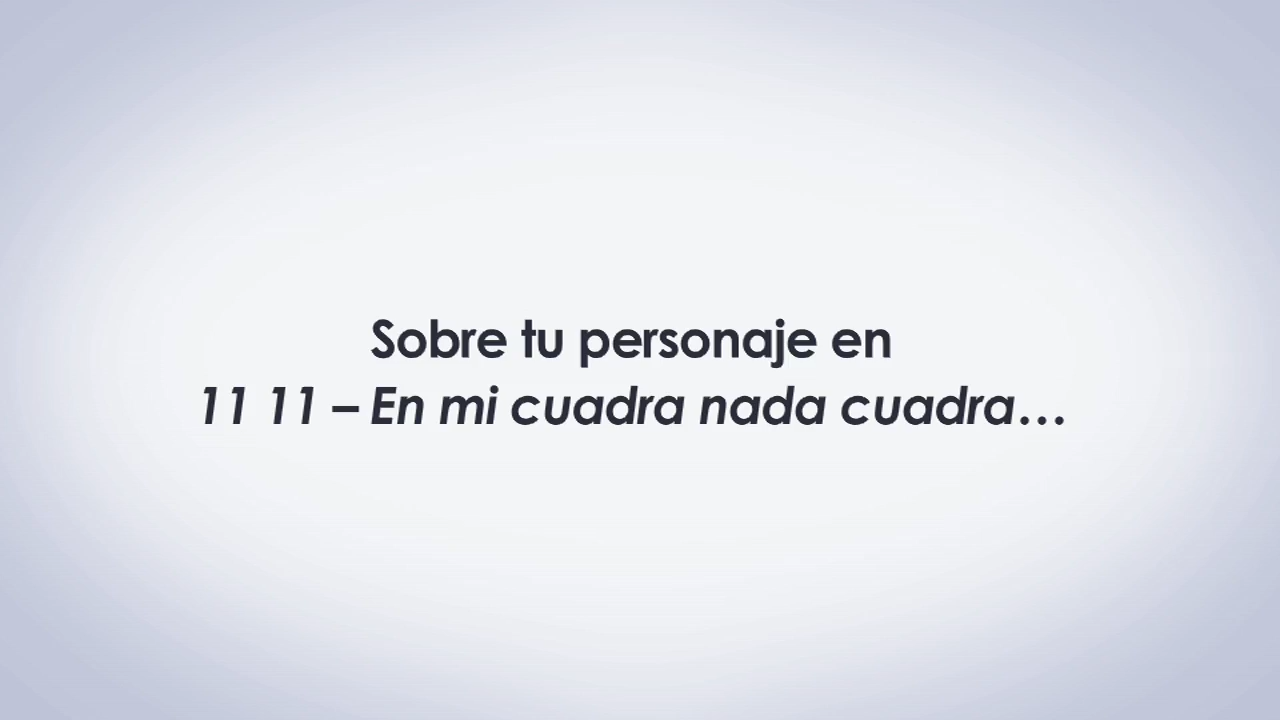 Sobre tu personaje en
11 11 – En mi cuadra nada cuadra…